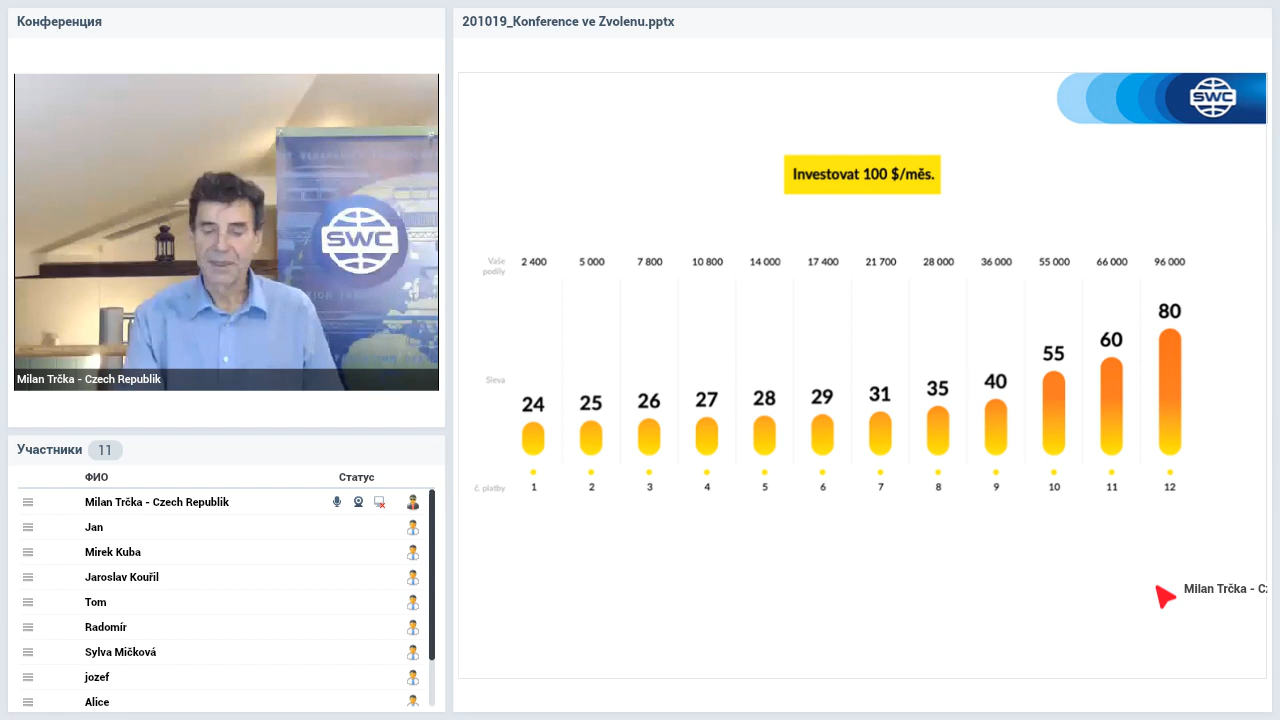 Конференция
SWC
Milan Trčka - Czech Republik
Участники 11
ФИО Статус
Milan Trčka - Czech Republik
Jan
Mirek Kuba
Jaroslav Kouřil
Tom
Radomír
Sylva Mičková
jozef
Alice
201019_Konference ve Zvolenu.pptx
SWC
Investovat 100 $/měs.
Vaše podíly
2 400 5 000 7 800 10 800 14 000 17 400 21 700 28 000 36 000 55 000 66 000 96 000
Sleva
24 25 26 27 28 29 31 35 40 55 60 80
č. platby
1 2 3 4 5 6 7 8 9 10 11 12
Milan Trčka - Cz